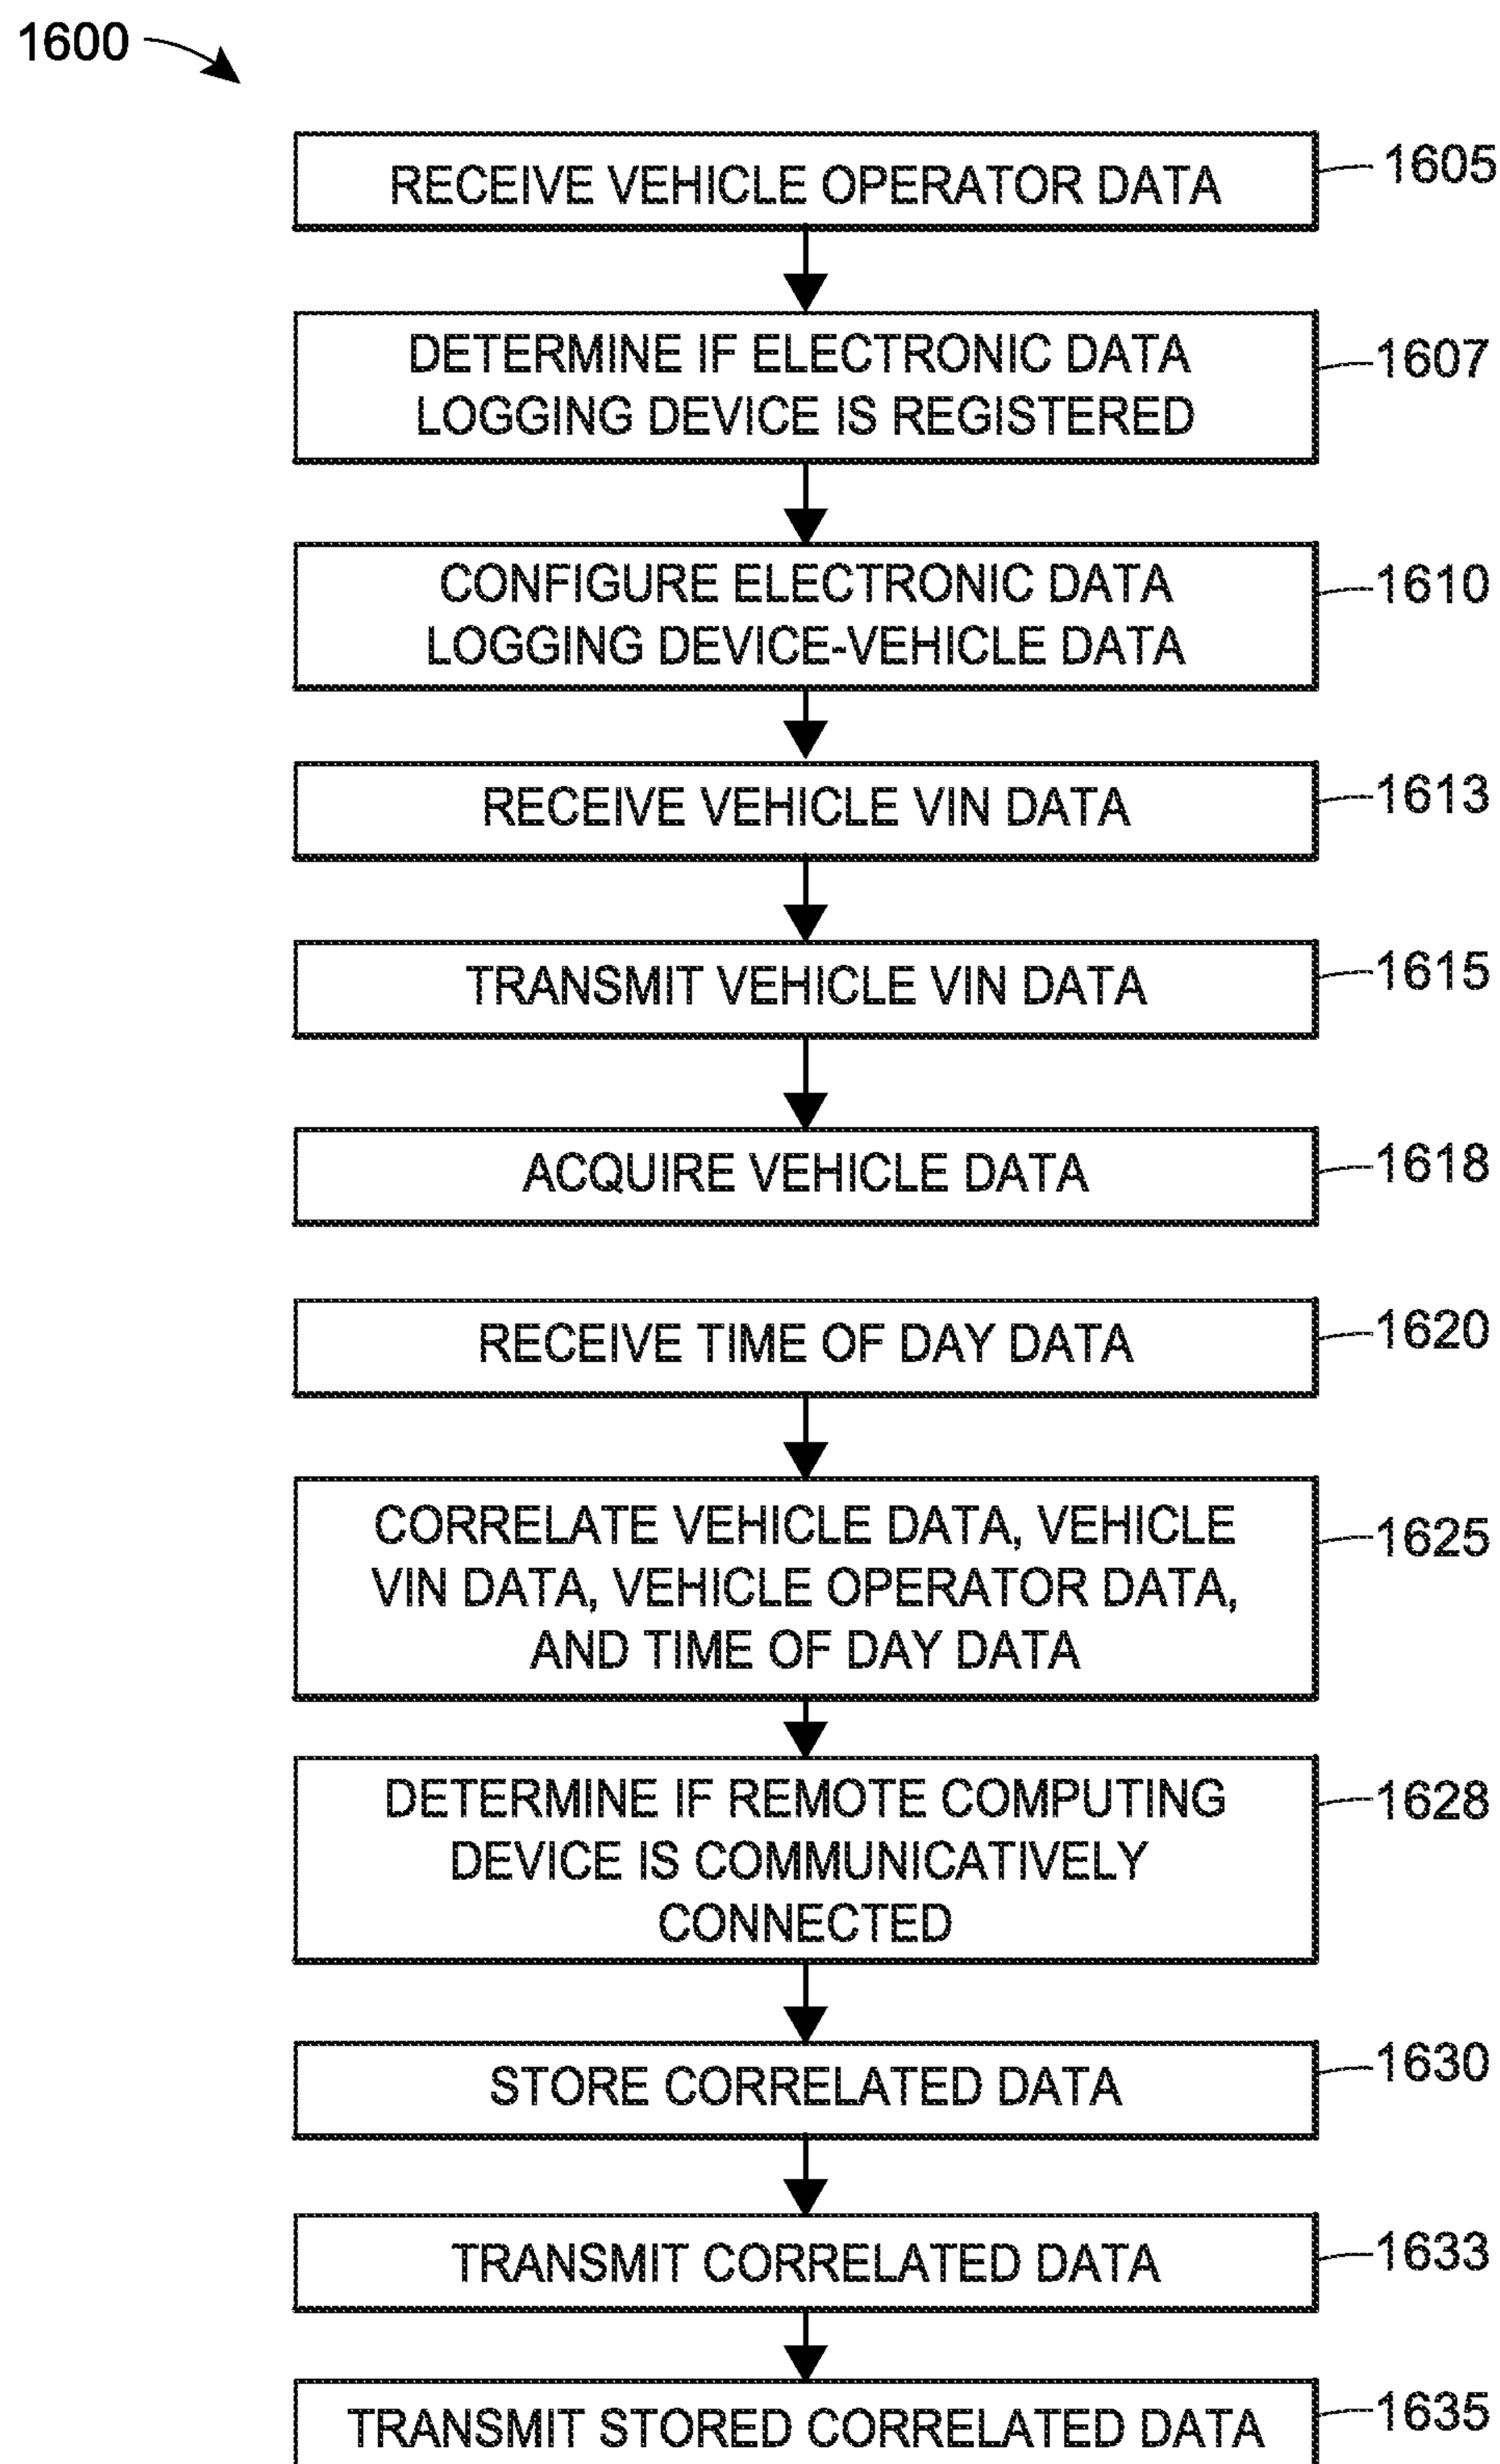 1600
RECEIVE VEHICLE OPERATOR DATA
1605
DETERMINE IF ELECTRONIC DATA
LOGGING DEVICE IS REGISTERED
1607
CONFIGURE ELECTRONIC DATA
LOGGING DEVICE-VEHICLE DATA
1610
RECEIVE VEHICLE VIN DATA
1613
TRANSMIT VEHICLE VIN DATA
1615
ACQUIRE VEHICLE DATA
1618
RECEIVE TIME OF DAY DATA
1620
CORRELATE VEHICLE DATA, VEHICLE
VIN DATA, VEHICLE OPERATOR DATA,
AND TIME OF DAY DATA
1625
DETERMINE IF REMOTE COMPUTING
DEVICE IS COMMUNICATIVELY
CONNECTED
1628
STORE CORRELATED DATA
1630
TRANSMIT CORRELATED DATA
1633
TRANSMIT STORED CORRELATED DATA
1635